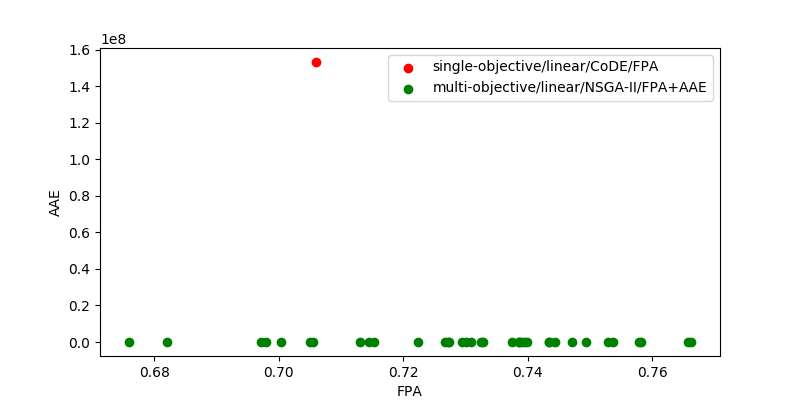 1e8
1.6
1.4
1.2
1.0
0.8
0.6
0.4
0.2
0.0
AAE
single-objective/linear/CoDE/FPA
multi-objective/linear/NSGA-II/FPA+AAE
0.68 0.70 0.72 0.74 0.76
FPA